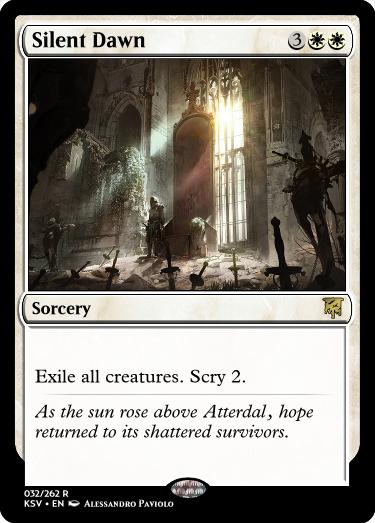 Silent Dawn 3
Sorcery
Exile all creatures. Scry 2.
As the sun rose above Atterdal, hope
returned to its shattered survivors.
032/262 R
KSV • EN Alessandro Paviolo